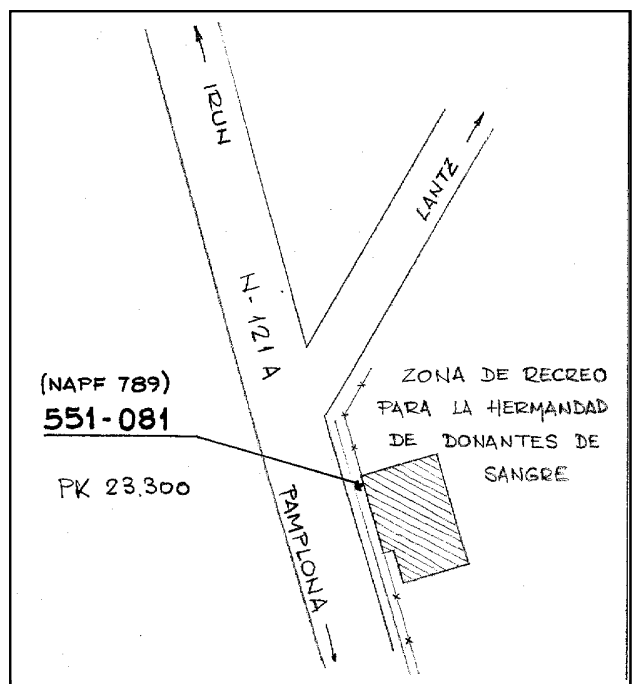 IRUN
LANTZ
N-121 A
ZONA DE RECREO
PARA LA HERMANDAD
DE DONANTES DE
SANGRE
(NAPF 789)
551-081
PK 23.300
PAMPLONA